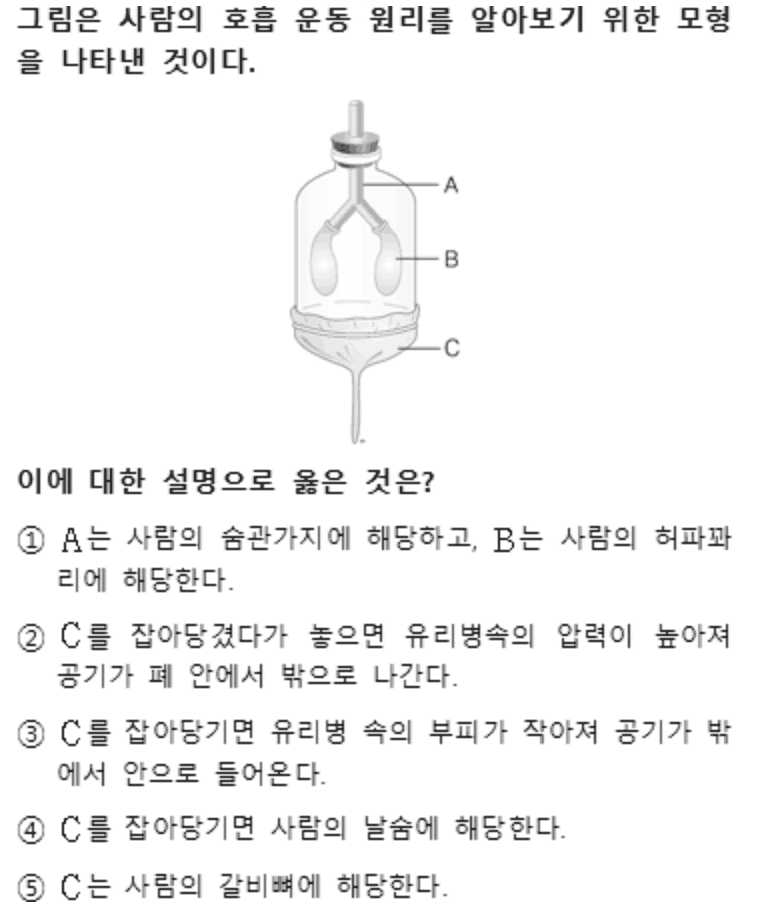 그림은 사람의 호흡 운동 원리를 알아보기 위한 모형
을 나타낸 것이다.
A
B
C
이에 대한 설명으로 옳은 것은?
① A는 사람의 숨관가지에 해당하고, B는 사람의 허파꽈
리에 해당한다.
② C를 잡아당겼다가 놓으면 유리병속의 압력이 높아져
공기가 폐 안에서 밖으로 나간다.
③ C를 잡아당기면 유리병 속의 부피가 작아져 공기가 밖
에서 안으로 들어온다.
④ C를 잡아당기면 사람의 날숨에 해당한다.
⑤ C는 사람의 갈비뼈에 해당한다.